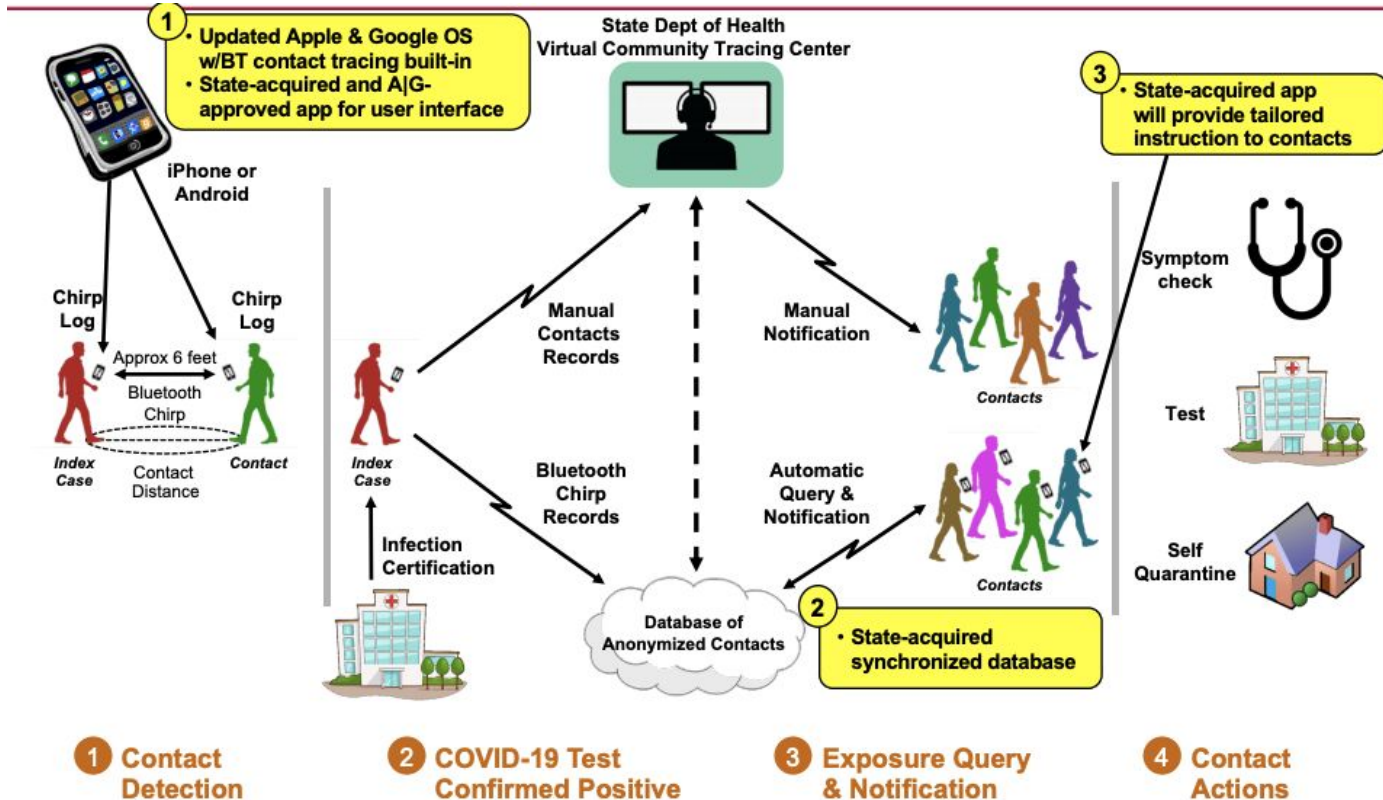 1
• Updated Apple & Google OS
w/BT contact tracing built-in
• State-acquired and A|G-
approved app for user interface
State Dept of Health
Virtual Community Tracing Center
3
• State-acquired app
will provide tailored
instruction to contacts
iPhone or
Android
Chirp
Log
Chirp
Log
Approx 6 feet
Bluetooth
Chirp
Index
Case
Contact
Distance
Contact
Index
Case
Infection
Certification
Manual
Contacts
Records
Manual
Notification
Contacts
Bluetooth
Chirp
Records
Automatic
Query &
Notification
Contacts
Database of
Anonymized Contacts
2
• State-acquired
synchronized database
Symptom
check
Test
Self
Quarantine
1 Contact
Detection
2 COVID-19 Test
Confirmed Positive
3 Exposure Query
& Notification
4 Contact
Actions